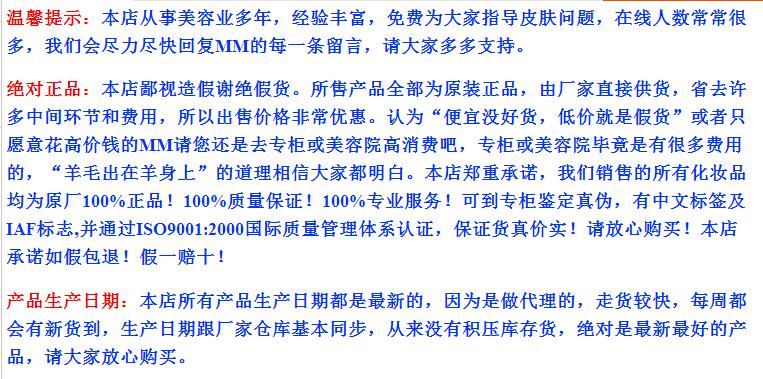 温馨提示：本店从事美容业多年，经验丰富，免费为大家指导皮肤问题，在线人数常常很
多，我们会尽力尽快回复MM的每一条留言，请大家多多支持。
绝对正品：本店鄙视造假谢绝假货。所售产品全部为原装正品，由厂家直接供货，省去许
多中间环节和费用，所以出售价格非常优惠。认为“便宜没好货，低价就是假货”或者只
愿意花高价钱的MM请您还是去专柜或美容院高消费吧，专柜或美容院毕竟是有很多费用
的，“羊毛出在羊身上”的道理相信大家都明白。本店郑重承诺，我们销售的所有化妆品
均为原厂100%正品！100%质量保证！100%专业服务！可到专柜鉴定真伪，有中文标签及
IAF标志,并通过ISO9001:2000国际质量管理体系认证，保证货真价实！请放心购买！本店
承诺如假包退！假一赔十！
产品生产日期：本店所有产品生产日期都是最新的，因为是做代理的，走货较快，每周都
会有新货到，生产日期跟厂家仓库基本同步，从来没有积压库存货，绝对是最新最好的产
品，请大家放心购买。